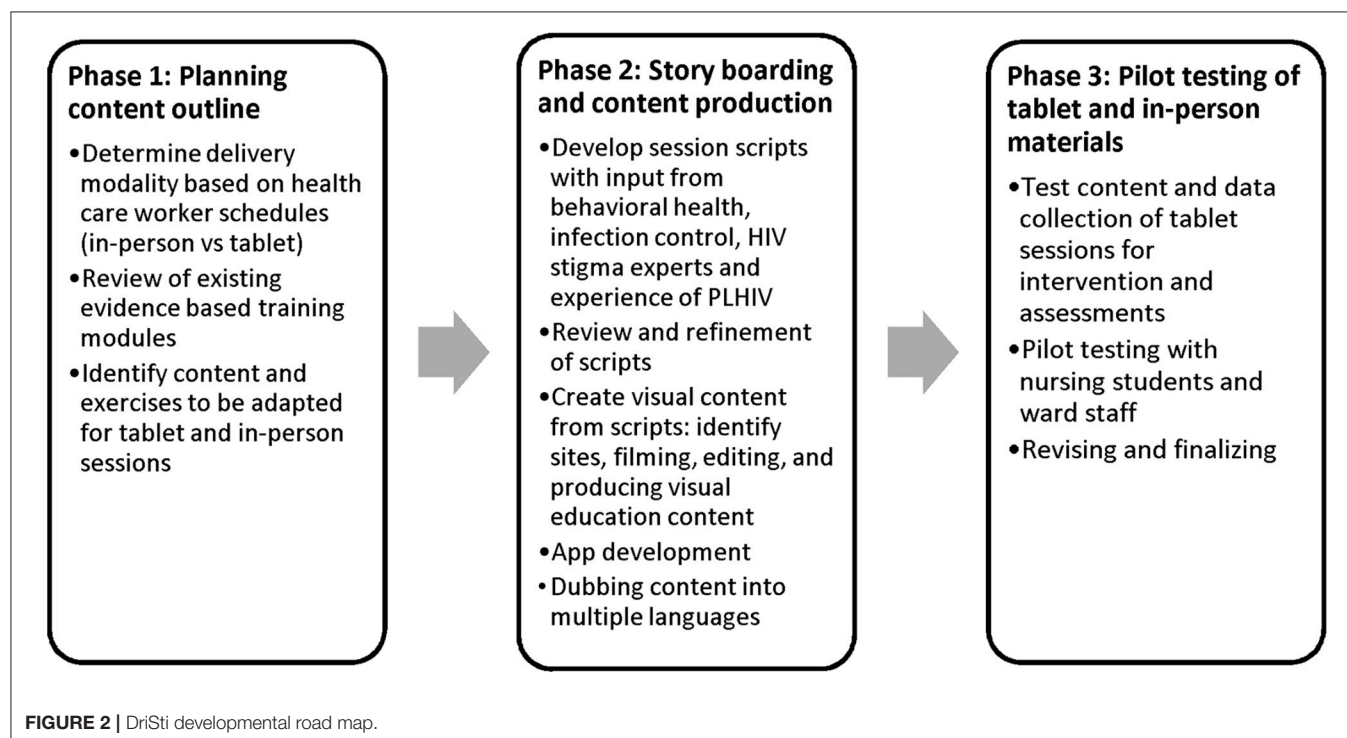 Phase 1: Planning
content outline
•Determine delivery
modality based on health
care worker schedules
(in-person vs tablet)
•Review of existing
evidence based training
modules
•Identify content and
exercises to be adapted
for tablet and in-person
sessions
Phase 2: Story boarding
and content production
•Develop session scripts
with input from
behavioral health,
infection control, HIV
stigma experts and
experience of PLHIV
•Review and refinement
of scripts
•Create visual content
from scripts: identify
sites, filming, editing, and
producing visual
education content
•App development
• Dubbing content into
multiple languages
Phase 3: Pilot testing of
tablet and in-person
materials
•Test content and data
collection of tablet
sessions for
intervention and
assessments
•Pilot testing with
nursing students and
ward staff
•Revising and finalizing
FIGURE 2 | DriSti developmental road map.